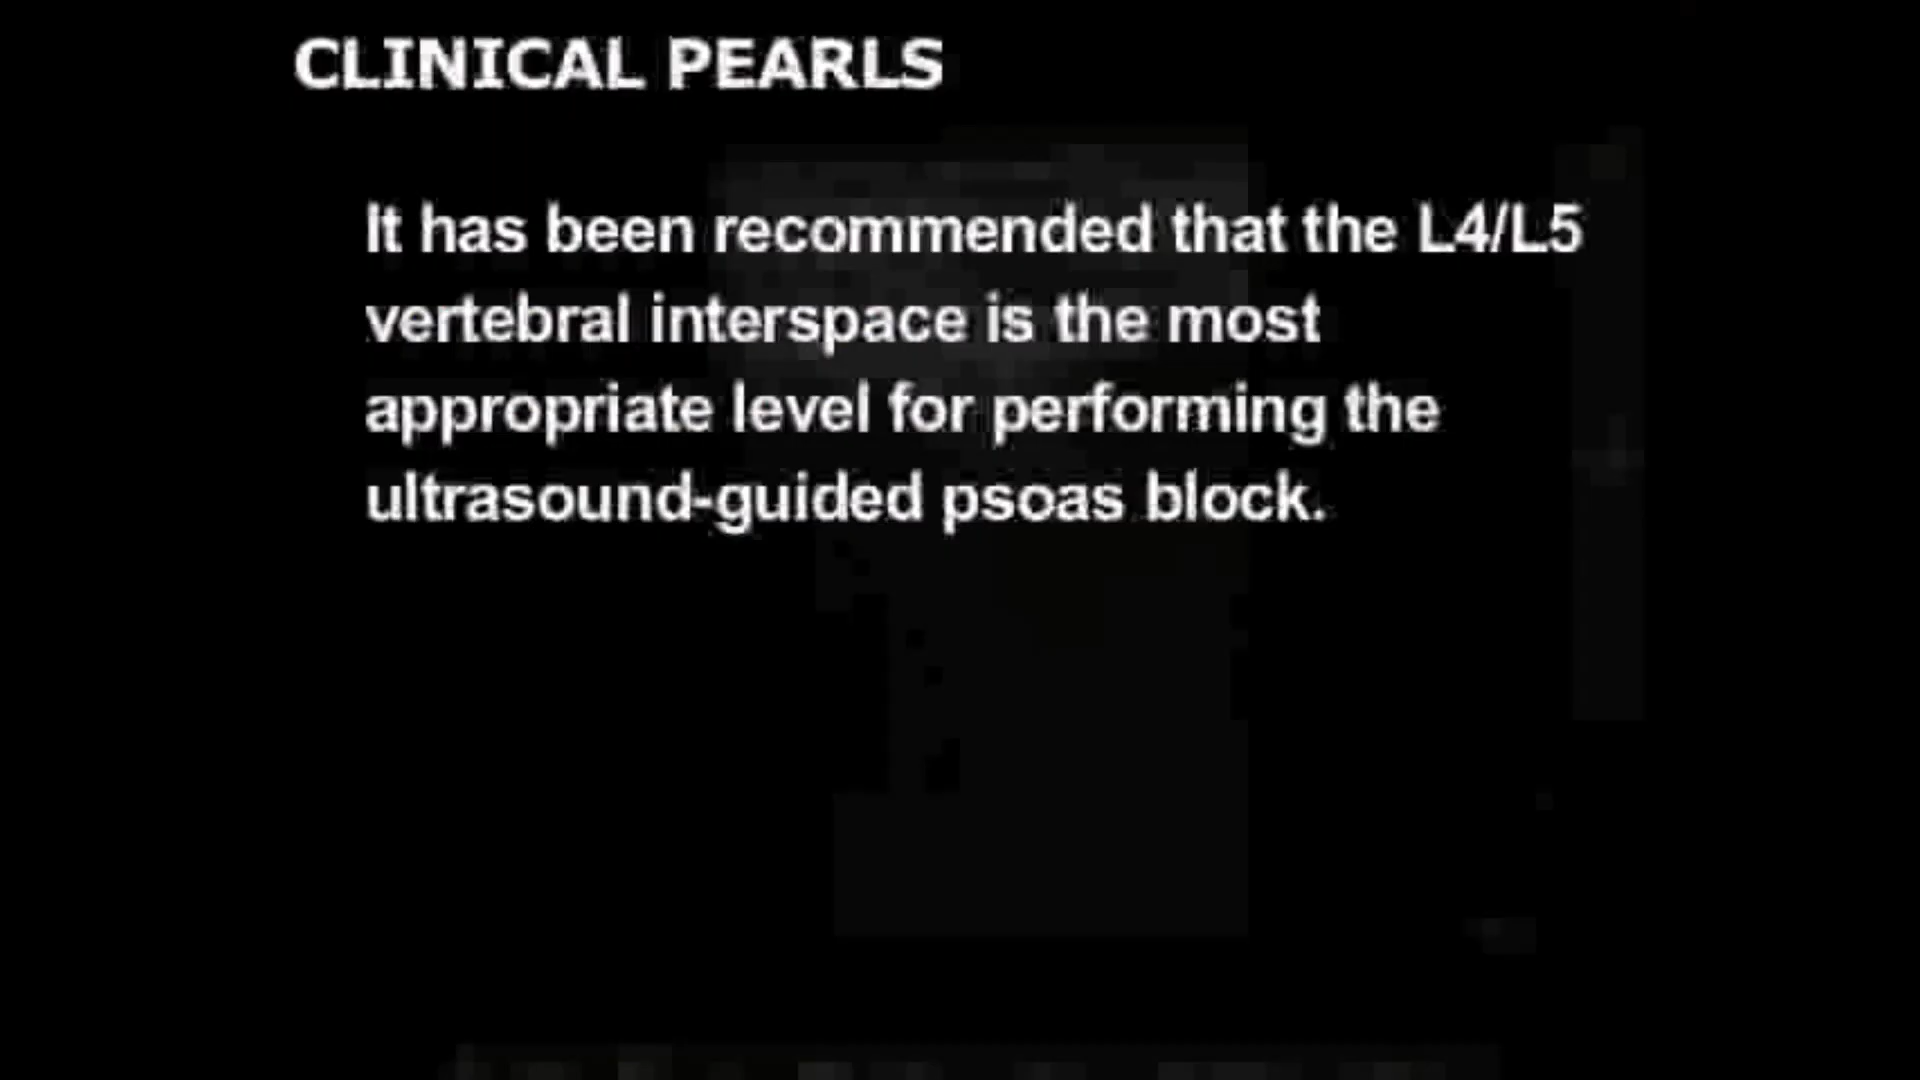 CLINICAL PEARLS
It has been recommended that the L4/L5
vertebral interspace is the most
appropriate level for performing the
ultrasound-guided psoas block.